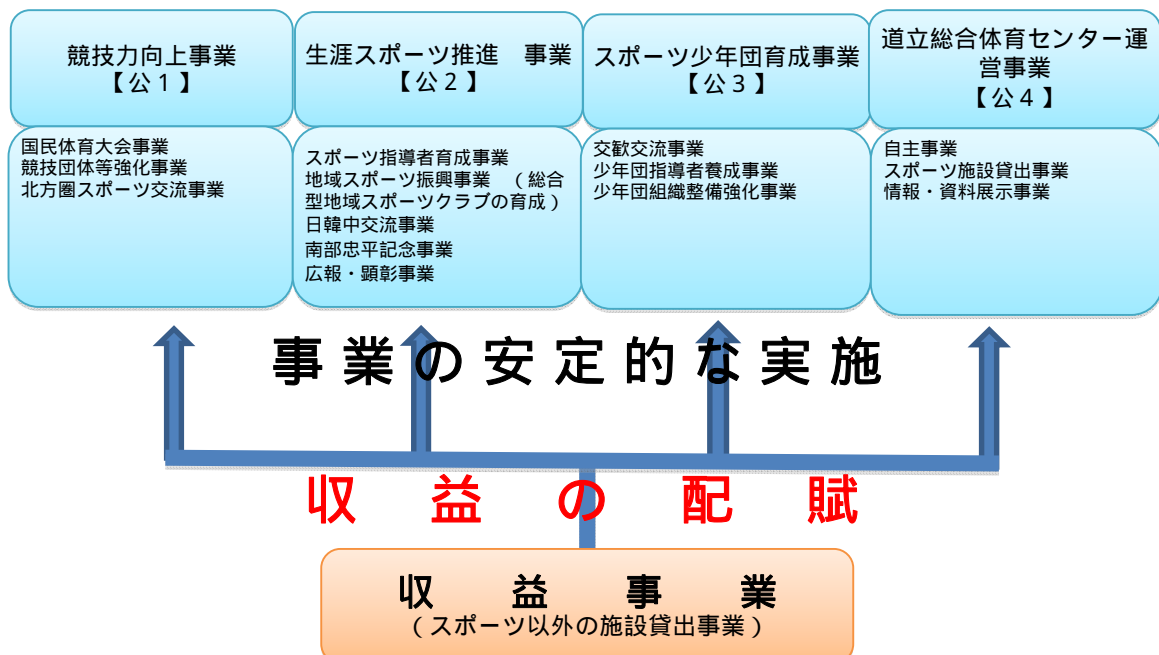 競技力向上事業
【公1】
国民体育大会事業
競技団体等強化事業
北方圏スポーツ交流事業
生涯スポーツ推進　事業
【公2】
スポーツ指導者育成事業
地域スポーツ振興事業　（総合
型地域スポーツクラブの育成）
日韓中交流事業
南部忠平記念事業
広報・顕彰事業
スポーツ少年団育成事業
【公3】
交歓交流事業
少年団指導者養成事業
少年団組織整備強化事業
道立総合体育センター運
営事業
【公4】
自主事業
スポーツ施設貸出事業
情報・資料展示事業
事業の安定的な実施
収益の配賦
収益事業
（スポーツ以外の施設貸出事業）